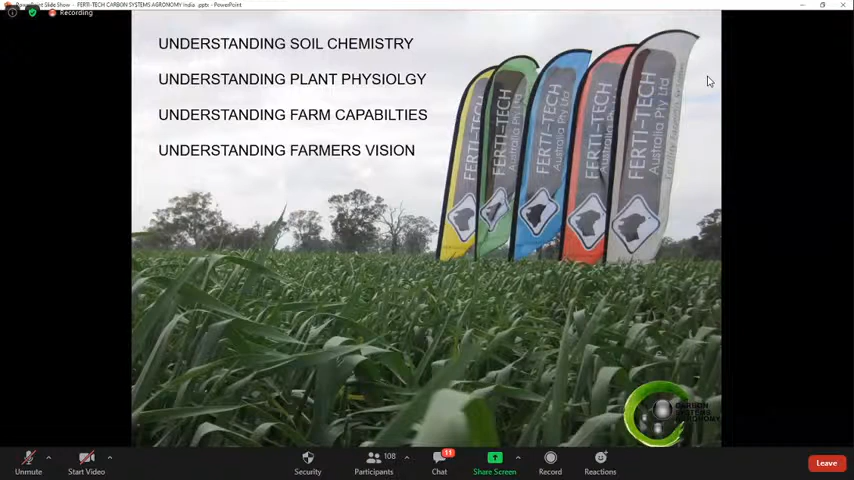 PowerPoint Slide Show - FERTI-TECH CARBON SYSTEMS AGRONOMY india .pptx - PowerPoint
Recording
UNDERSTANDING SOIL CHEMISTRY
UNDERSTANDING PLANT PHYSIOLGY
UNDERSTANDING FARM CAPABILTIES
UNDERSTANDING FARMERS VISION
FERTI-TECH
FERTI-TECH
Australia Pty Ltd
FERTI-TECH
Australia Pty Ltd
FERTI-TECH
Australia Pty Ltd
FERTI-TECH
Australia Pty Ltd
CARBON
SYSTEMS
AGRONOMY
Unmute
Start Video
Security
Participants
108
Chat
11
Share Screen
Record
Reactions
Leave